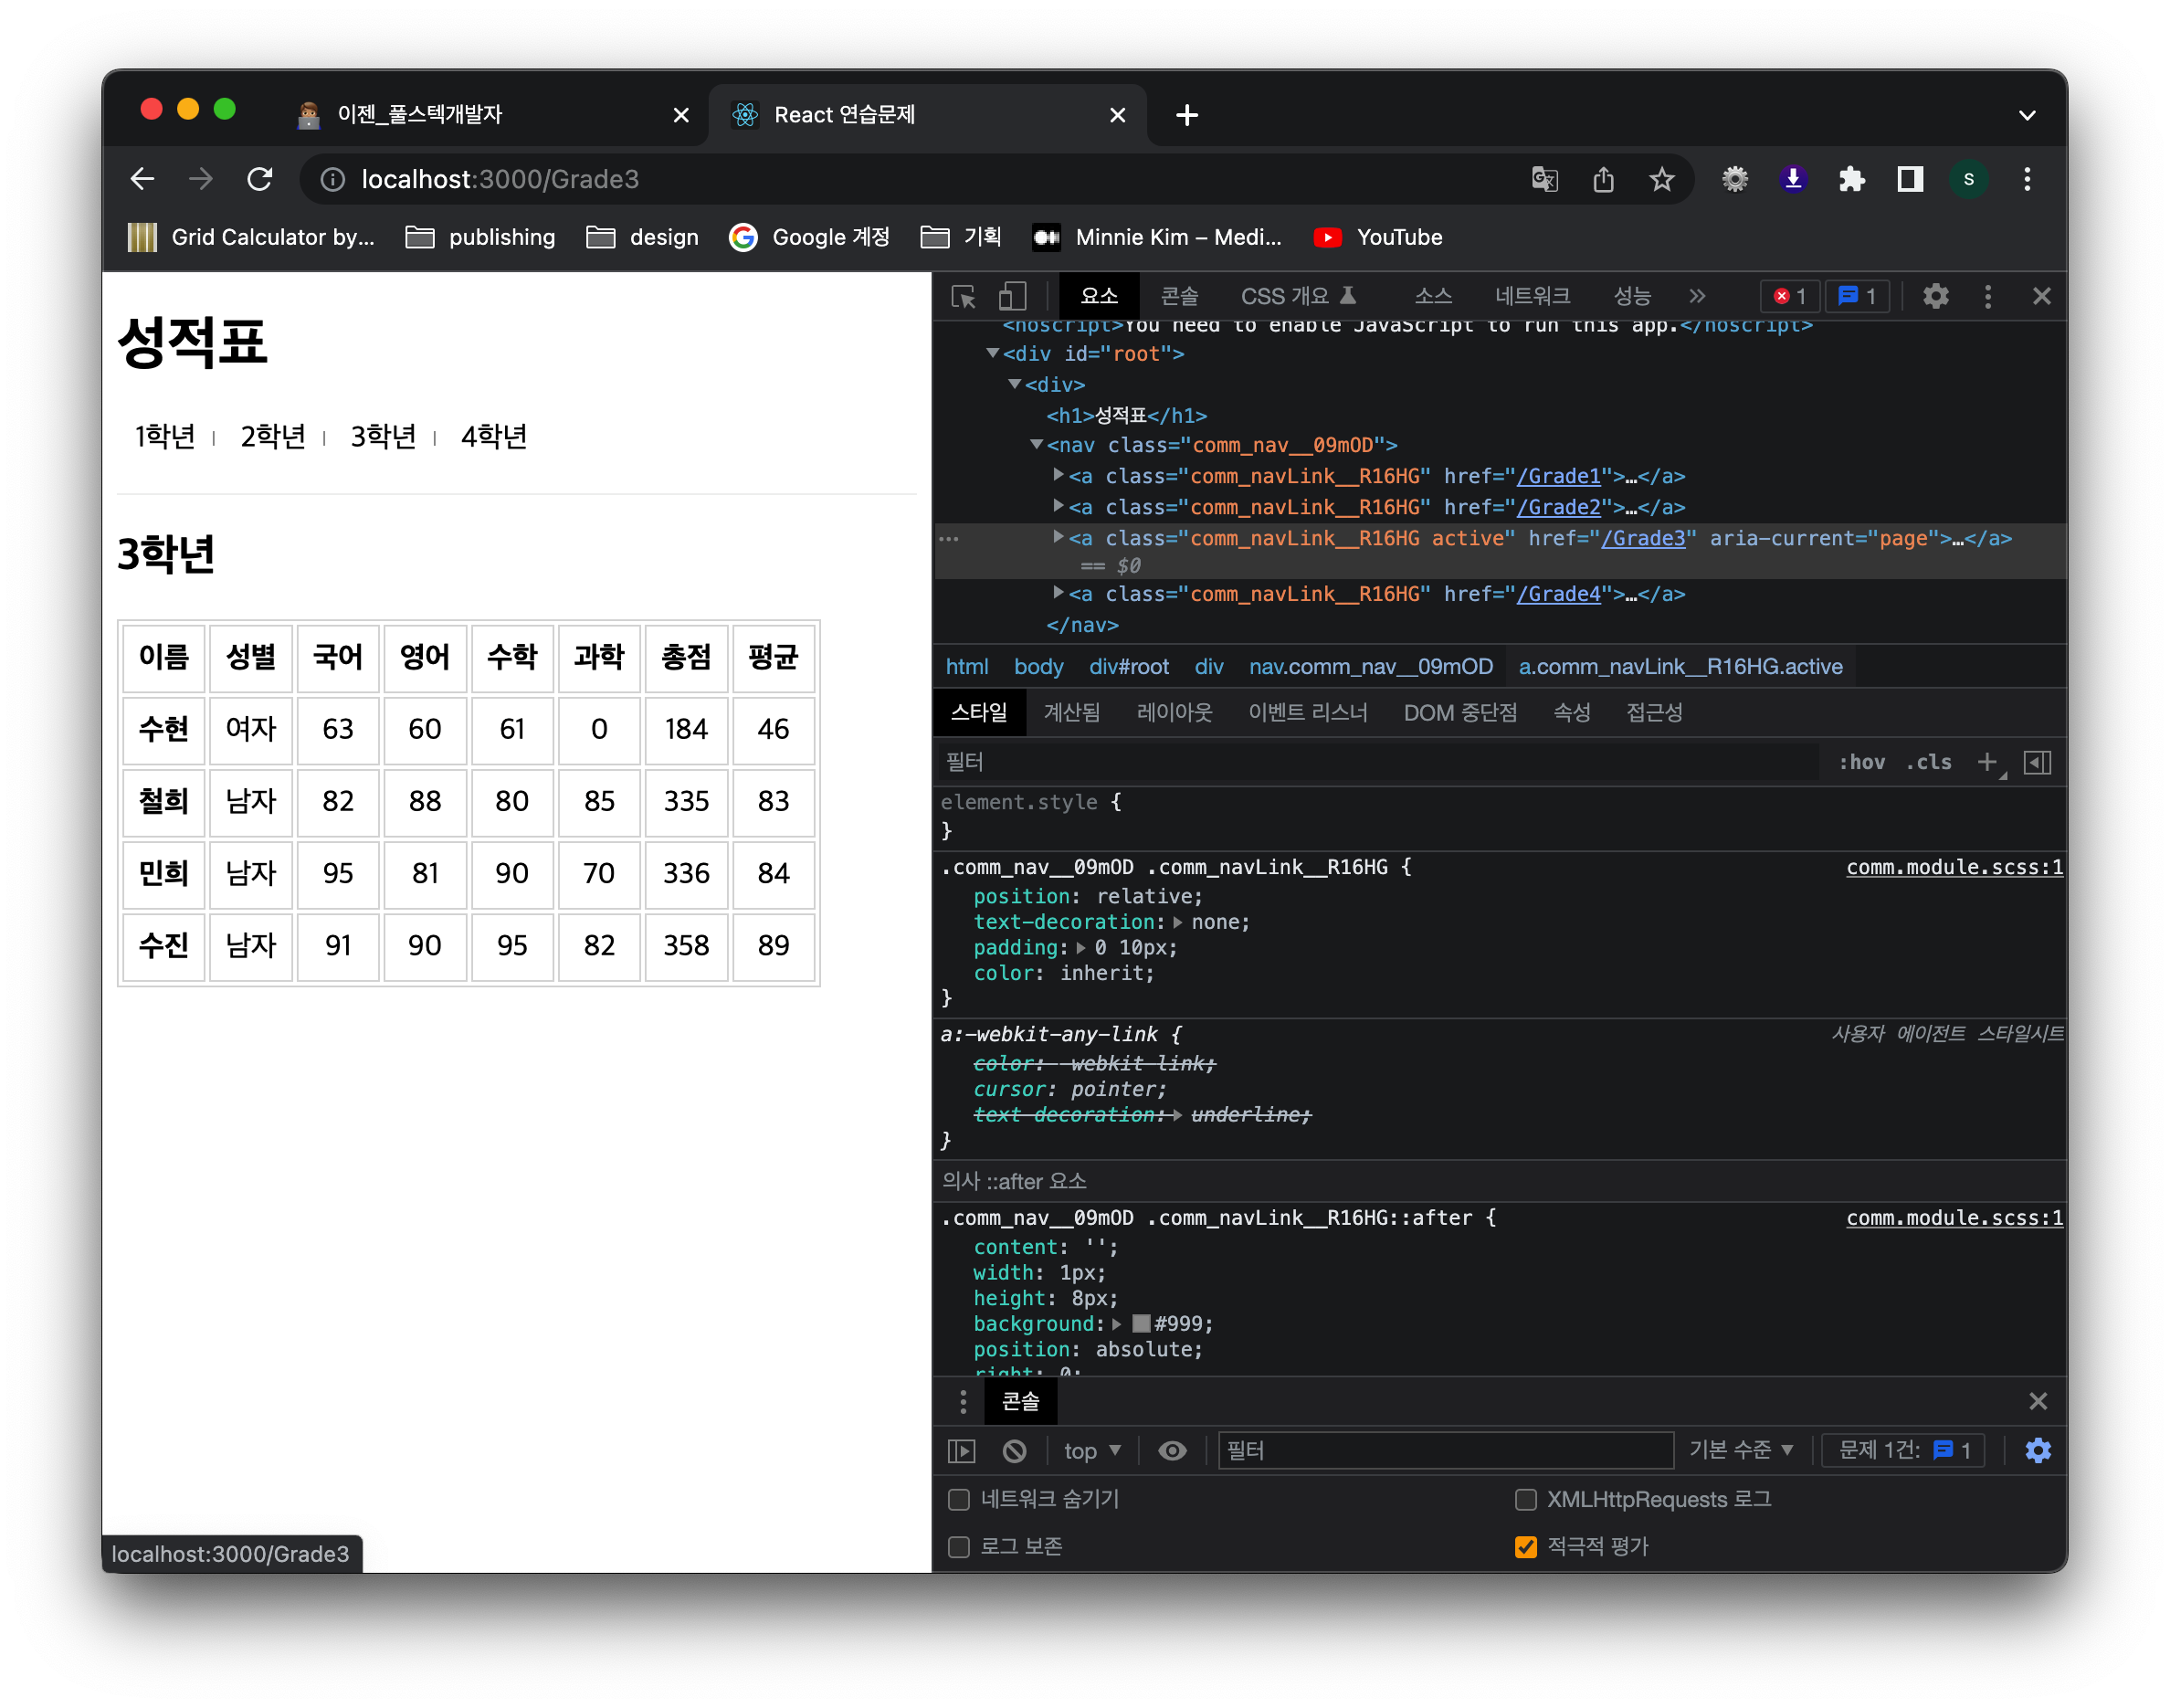 이젠_풀스텍개발자
React 연습문제
localhost:3000/Grade3
S
Grid Calculator by...
publishing
design
Google 계정
기획
Minnie Kim – Medi...
YouTube
성적표
1학년 2학년 3학년 4학년
3학년
이름 성별 국어 영어 수학 과학 총점 평균
수현 여자 63 60 61 0 184 46
철희 남자 82 88 80 85 335 83
민희 남자 95 81 90 70 336 84
수진 남자 91 90 95 82 358 89
localhost:3000/Grade3
요소 콘솔 CSS 개요 소스 네트워크 성능 » 1 1
<noscript>You need to enable JavaScript to run this app.</noscript>
<div id="root">
<div>
<h1>성적표</h1>
<nav class="comm_nav__09mOD">
<a class="comm_navLink__R16HG" href="/Grade1">…</a>
<a class="comm_navLink__R16HG" href="/Grade2">…</a>
<a class="comm_navLink__R16HG active" href="/Grade3" aria-current="page">…</a>
== $0
<a class="comm_navLink__R16HG" href="/Grade4">…</a>
</nav>
html body div#root div nav.comm_nav__09mOD a.comm_navLink__R16HG.active
스타일 계산됨 레이아웃 이벤트 리스너 DOM 중단점 속성 접근성
필터 :hov .cls
element.style {
}
.comm_nav__09mOD .comm_navLink__R16HG { comm.module.scss:1
position: relative;
text-decoration: none;
padding: 0 10px;
color: inherit;
}
a:-webkit-any-link { 사용자 에이전트 스타일시트
color: -webkit-link;
cursor: pointer;
text-decoration: underline;
}
의사 ::after 요소
.comm_nav__09mOD .comm_navLink__R16HG::after { comm.module.scss:1
content: '';
width: 1px;
height: 8px;
background: #999;
position: absolute;
right: 0;
콘솔
top 필터 기본 수준 문제 1건: 1
네트워크 숨기기 XMLHttpRequests 로그
로그 보존 적극적 평가